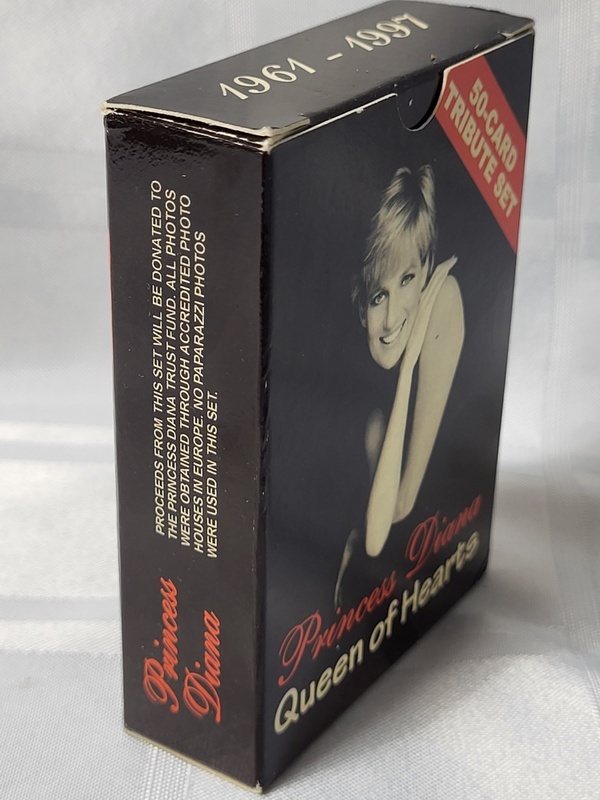 1961 - 1997
50-CARD
TRIBUTE SET
Princess Diana
Queen of Hearts
PROCEEDS FROM THIS SET WILL BE DONATED TO
THE PRINCESS DIANA TRUST FUND. ALL PHOTOS
WERE OBTAINED THROUGH ACCREDITED PHOTO
HOUSES IN EUROPE. NO PAPARAZZI PHOTOS
WERE USED IN THIS SET.
Princess
Diana